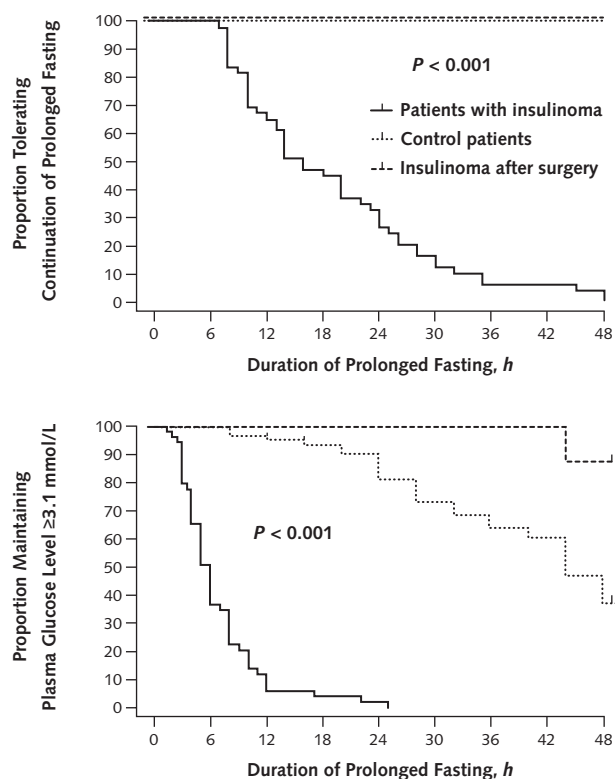 Proportion Tolerating
Continuation of Prolonged Fasting
100
90
80
70
60
50
40
30
20
10
0
P < 0.001
Patients with insulinoma
Control patients
Insulinoma after surgery
0 6 12 18 24 30 36 42 48
Duration of Prolonged Fasting, h
Proportion Maintaining
Plasma Glucose Level ≥3.1 mmol/L
100
90
80
70
60
50
40
30
20
10
0
P < 0.001
0 6 12 18 24 30 36 42 48
Duration of Prolonged Fasting, h